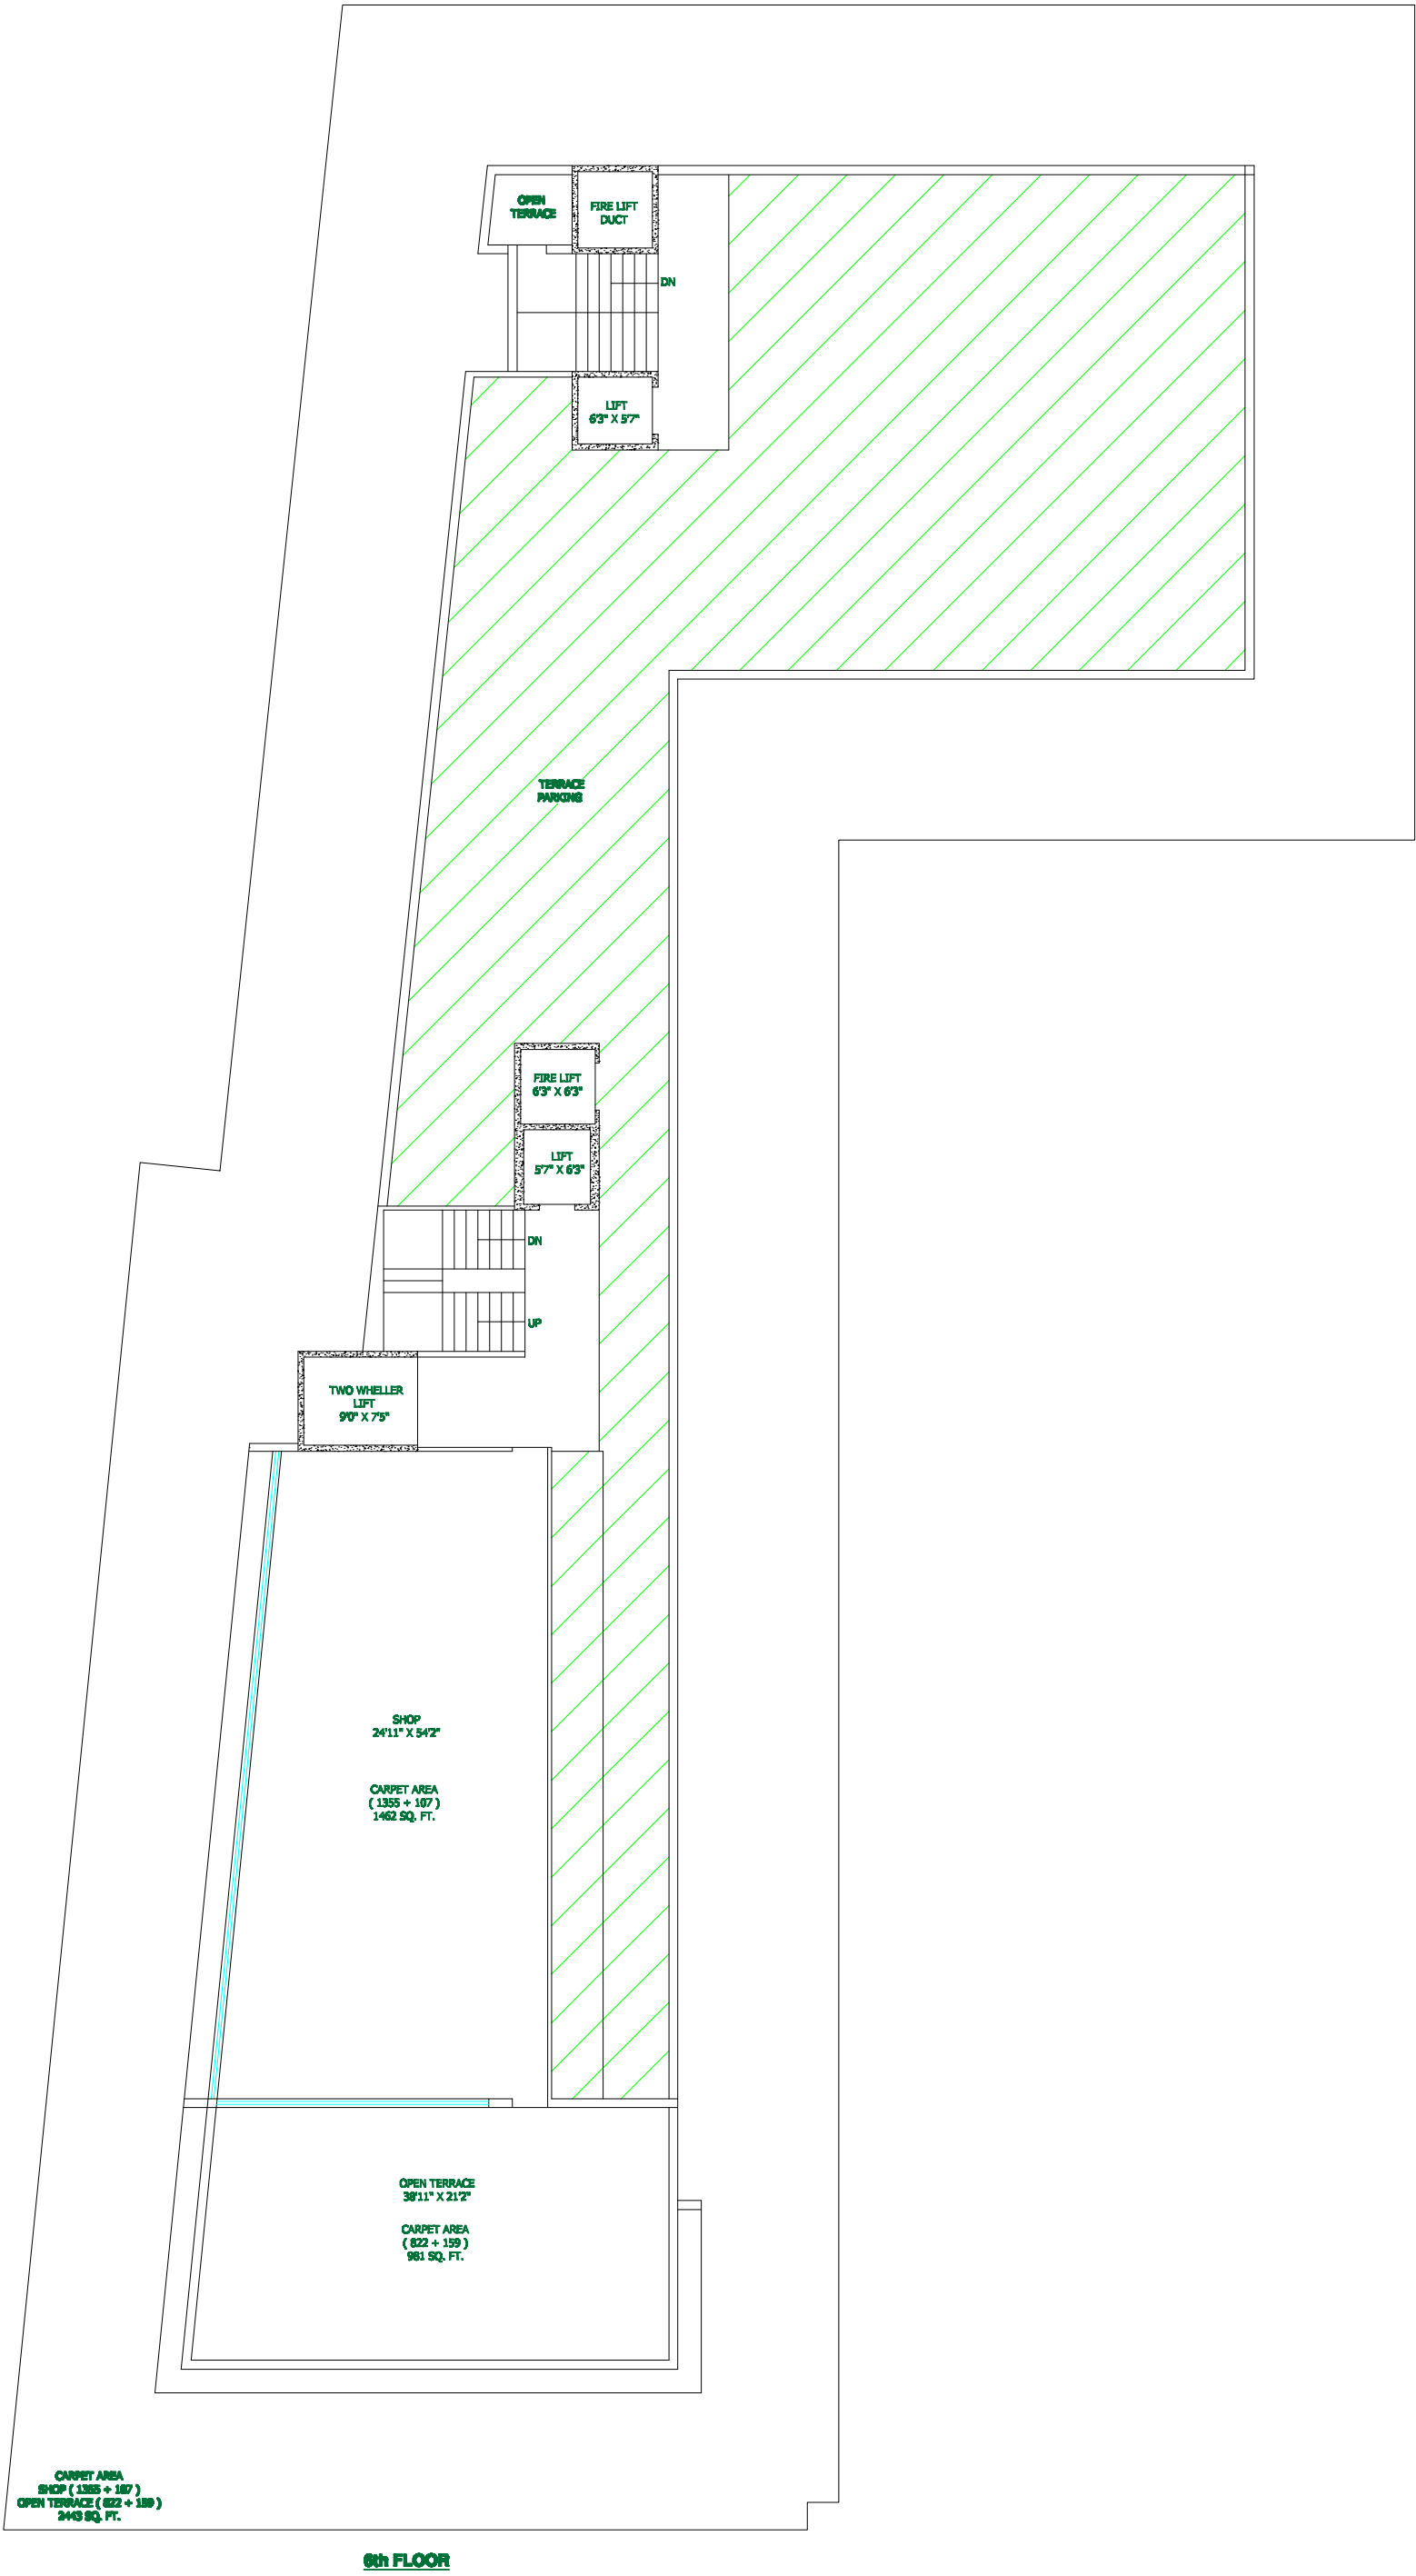 OPEN
TERRACE
FIRE LIFT
DUCT
DN
LIFT
6'3" X 5'7"
TERRACE
PARKING
FIRE LIFT
6'3" X 6'3"
LIFT
5'7" X 6'3"
DN
UP
TWO WHELLER
LIFT
9'0" X 7'5"
SHOP
24'11" X 54'2"
CARPET AREA
( 1355 + 107 )
1462 SQ. FT.
OPEN TERRACE
38'11" X 21'2"
CARPET AREA
( 822 + 159 )
981 SQ. FT.
CARPET AREA
SHOP ( 1355 + 107 )
OPEN TERRACE ( 822 + 159 )
2443 SQ. FT.
6th FLOOR